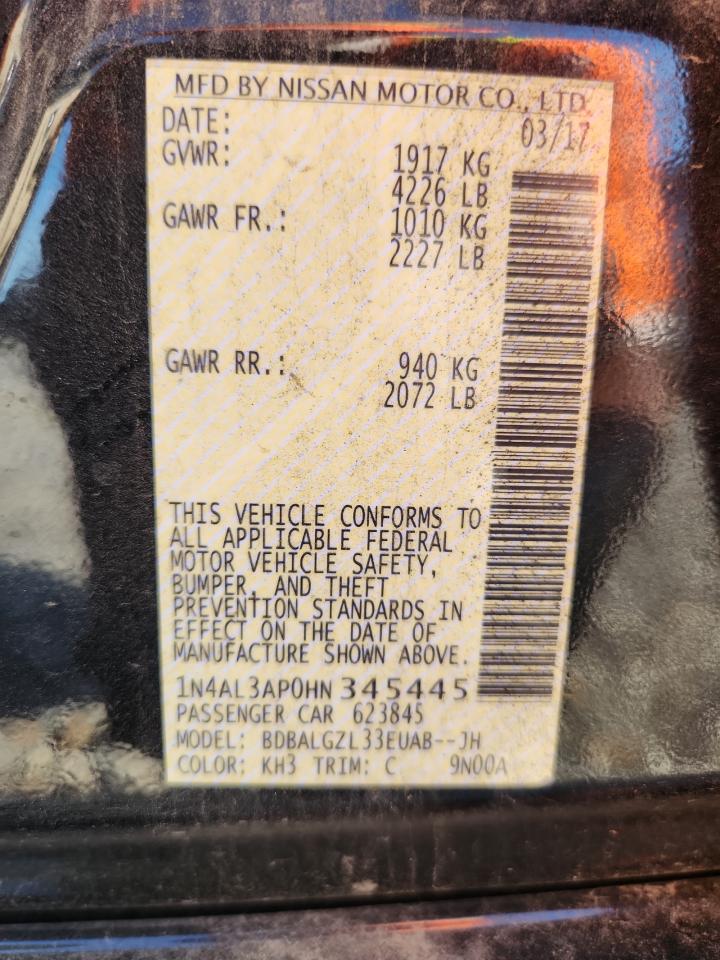 MFD BY NISSAN MOTOR CO., LTD.
DATE: 03/17
GVWR: 1917 KG
4226 LB
GAWR FR.: 1010 KG
2227 LB
GAWR RR.: 940 KG
2072 LB
THIS VEHICLE CONFORMS TO
ALL APPLICABLE FEDERAL
MOTOR VEHICLE SAFETY,
BUMPER, AND THEFT
PREVENTION STANDARDS IN
EFFECT ON THE DATE OF
MANUFACTURE SHOWN ABOVE.
1N4AL3AP0HN 345445
PASSENGER CAR 623845
MODEL: BDBALGZL33EUAB--JH
COLOR: KH3 TRIM: C 9N00A